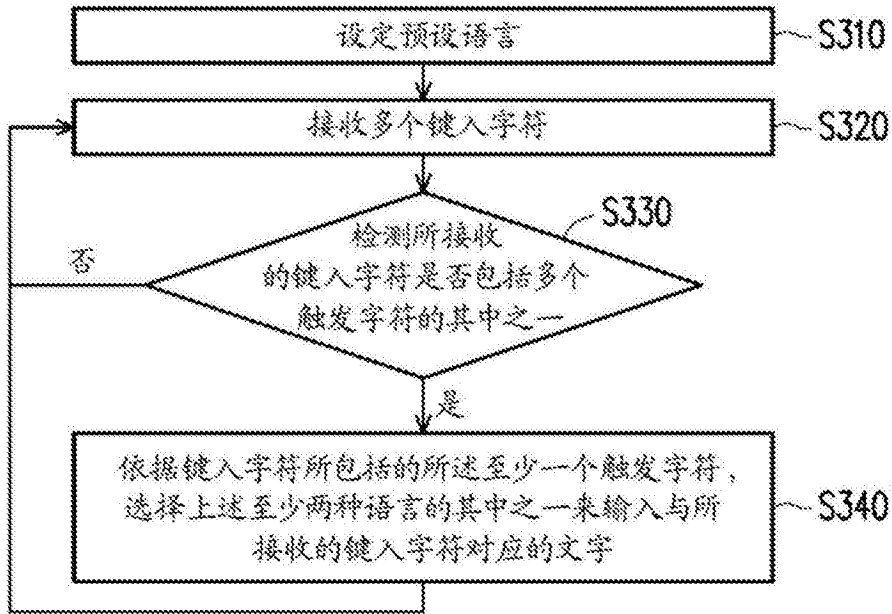 设定预设语言
S310
接收多个键入字符
S320
S330
检测所接收
的键入字符是否包括多个
触发字符的其中之一
否
是
依据键入字符所包括的所述至少一个触发字符，
选择上述至少两种语言的其中之一来输入与所
接收的键入字符对应的文字
S340